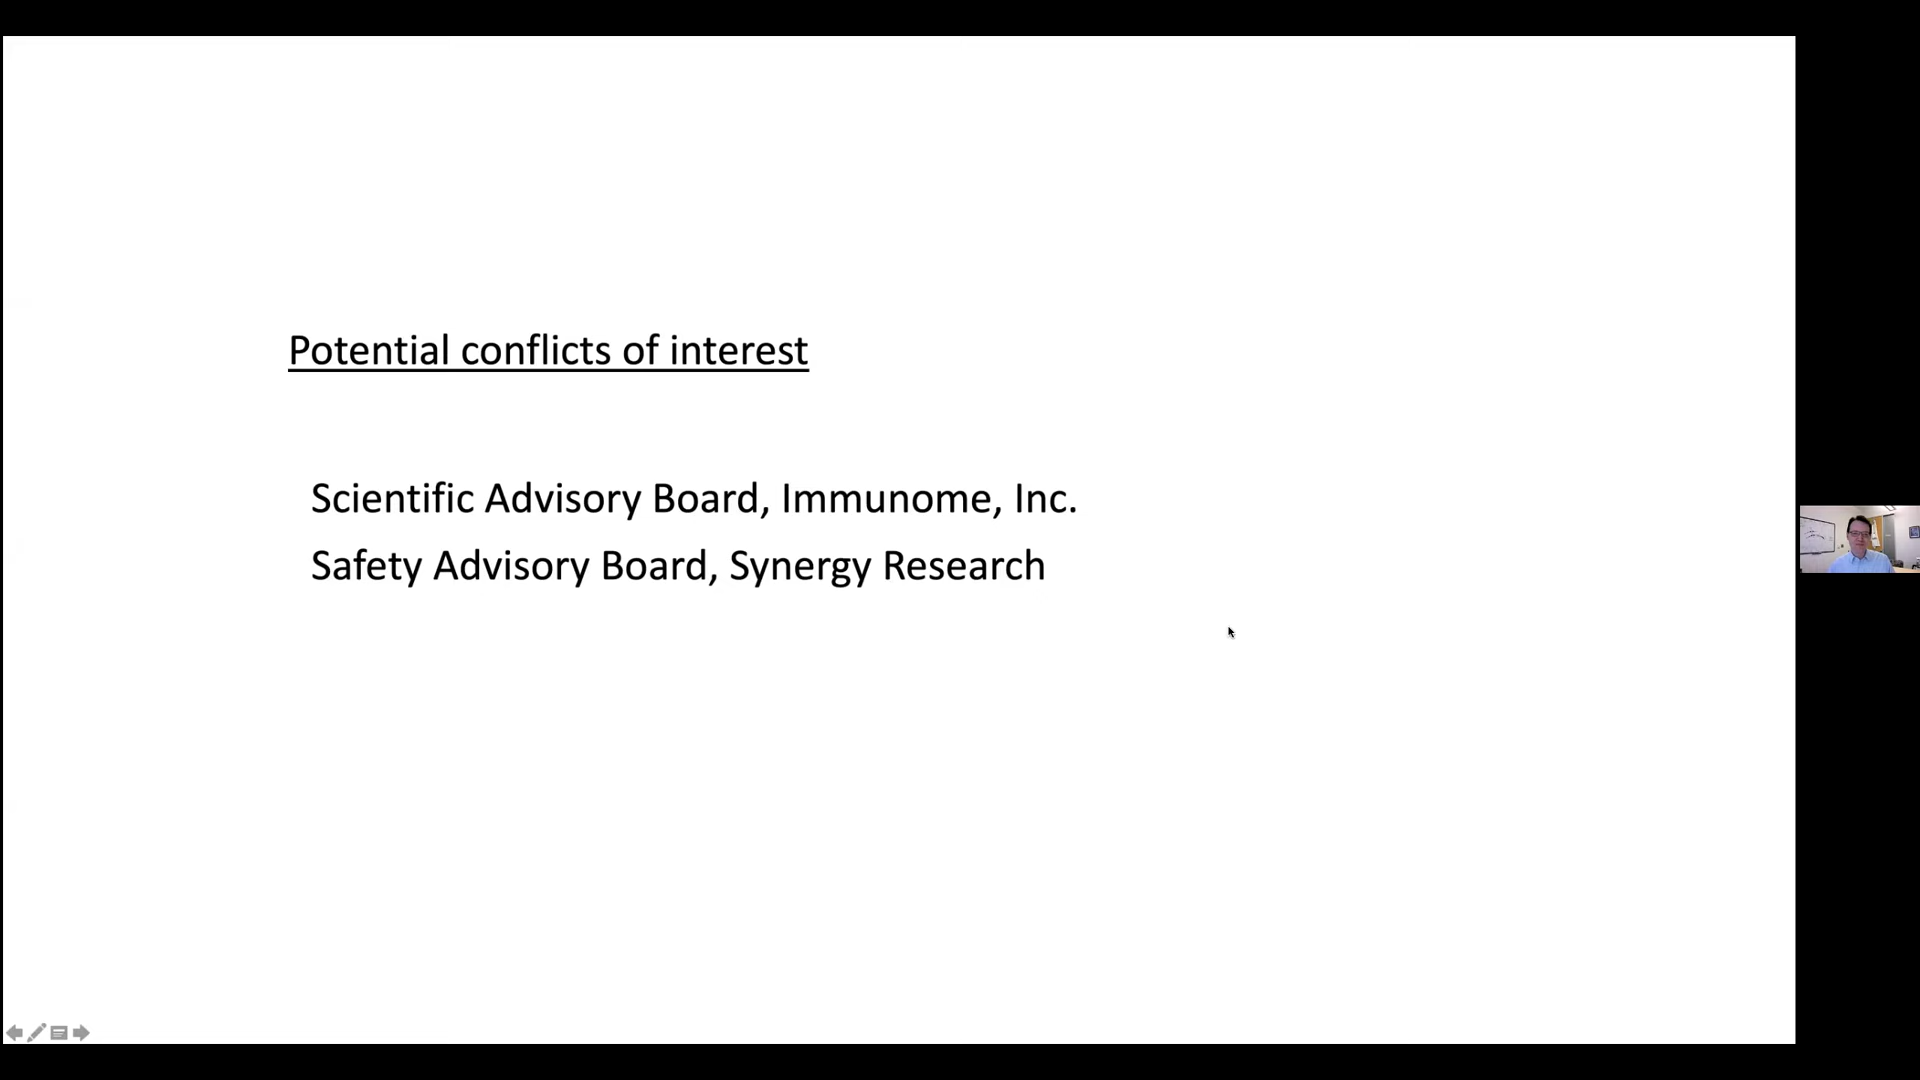 Potential conflicts of interest
Scientific Advisory Board, Immunome, Inc.
Safety Advisory Board, Synergy Research